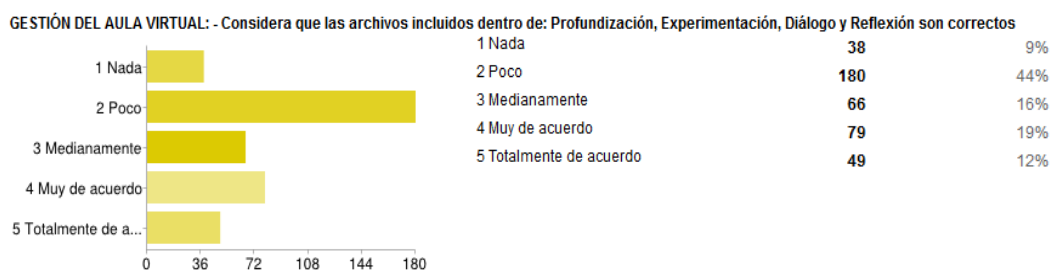 GESTIÓN DEL AULA VIRTUAL: - Considera que las archivos incluidos dentro de: Profundización, Experimentación, Diálogo y Reflexión son correctos
1 Nada
2 Poco
3 Medianamente
4 Muy de acuerdo
5 Totalmente de a...
0 36 72 108 144 180
1 Nada 38 9%
2 Poco 180 44%
3 Medianamente 66 16%
4 Muy de acuerdo 79 19%
5 Totalmente de acuerdo 49 12%